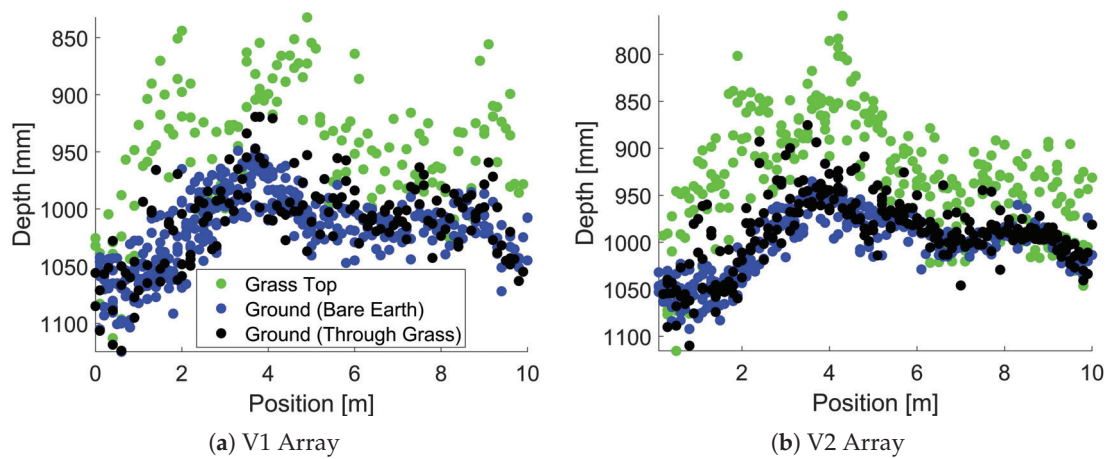 850
900
950
1000
1050
1100
Depth [mm]
0 2 4 6 8 10
Position [m]
Grass Top
Ground (Bare Earth)
Ground (Through Grass)
(a) V1 Array
800
850
900
950
1000
1050
1100
Depth [mm]
2 4 6 8 10
Position [m]
(b) V2 Array